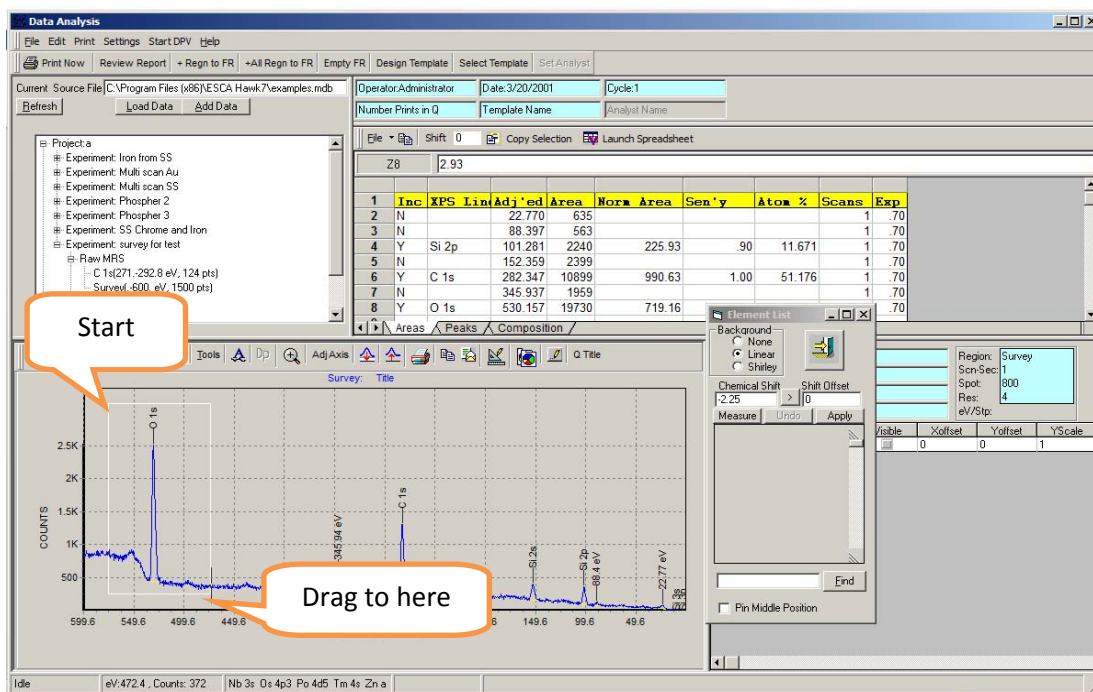 Data Analysis
File Edit Print Settings Start DPV Help
Print Now Review Report + Regn to FR +All Regn to FR Empty FR Design Template Select Template Set Analyst
Current Source File C:\Program Files (x86)\ESCA Hawk7\examples.mdb
Refresh Load Data Add Data
Project:a
Experiment: Iron from SS
Experiment: Multi scan Au
Experiment: Multi scan SS
Experiment: Phospher 2
Experiment: Phospher 3
Experiment: SS Chrome and Iron
Experiment: survey for test
Raw MRS
C 1s(271.-292.8 eV, 124 pts)
Survey(.-600. eV, 1500 pts)
Operator:Administrator Date:3/20/2001 Cycle:1
Number Prints in Q Template Name Analyst Name
File Shift 0 Copy Selection Launch Spreadsheet
Z8 2.93
1 Inc XPS Line Adj'ed Area Norm Area Sen'y Atom % Scans Exp
2 N 22.770 635 1 .70
3 N 88.397 563 1 .70
4 Y Si 2p 101.281 2240 225.93 .90 11.671 1 .70
5 N 152.359 2399 1 .70
6 Y C 1s 282.347 10899 990.63 1.00 51.176 1 .70
7 N 345.937 1959 1 .70
8 Y O 1s 530.157 19730 719.16 .70
Areas Peaks Composition
Start
Tools Dp Adj Axis Q Title
Survey: Title
COUNTS
2.5K
2K
1.5K
1K
500
O 1s
-345.94 eV
C 1s
Si 2s
Si 2p
88.4 eV
22.77 eV
Drag to here
599.6 549.6 499.6 449.6 149.6 99.6 49.6
Element List
Background
None
Linear
Shirley
Chemical Shift Shift Offset
-2.25 > 0
Measure Undo Apply
Find
Pin Middle Position
Region: Survey
Scn-Sec: 1
Spot: 800
Res: 4
eV/Stp:
Visible Xoffset Yoffset YScale
0 0 1
Idle eV:472.4 , Counts: 372 Nb 3s Os 4p3 Po 4d5 Tm 4s Zn a